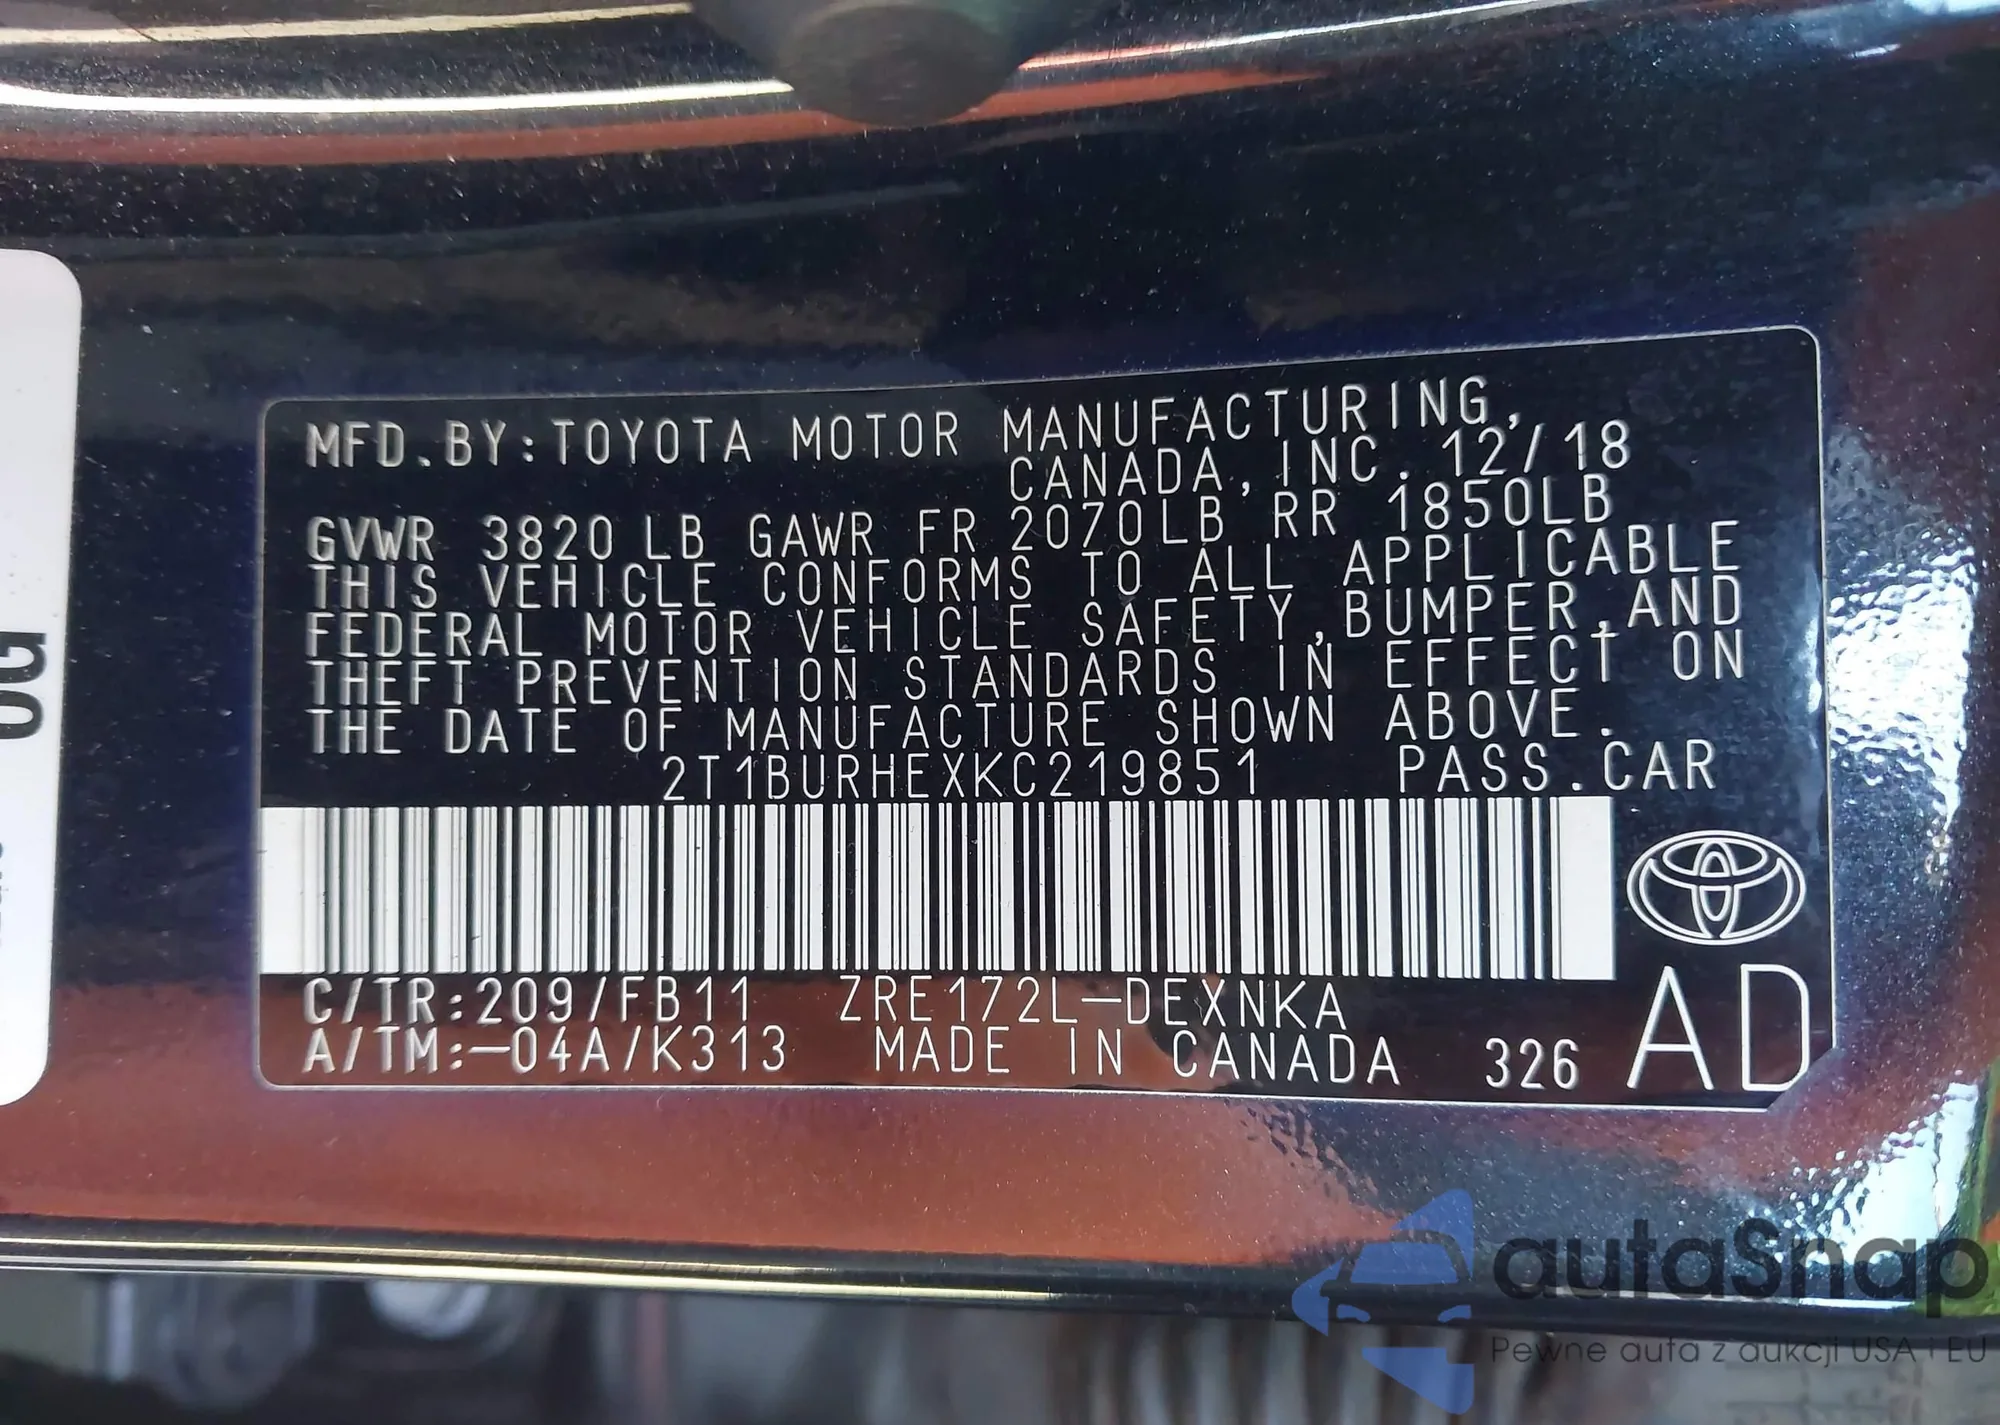 MFD.BY:TOYOTA MOTOR MANUFACTURING,
CANADA,INC. 12/18
GVWR 3820 LB GAWR FR 2070LB RR 1850LB
THIS VEHICLE CONFORMS TO ALL APPLICABLE
FEDERAL MOTOR VEHICLE SAFETY,BUMPER,AND
THEFT PREVENTION STANDARDS IN EFFECT ON
THE DATE OF MANUFACTURE SHOWN ABOVE.
2T1BURHEXKC219851 PASS.CAR
C/TR:209/FB11 ZRE172L-DEXNKA
A/TM:-04A/K313 MADE IN CANADA 326 AD
autaSnap
Pewne auta z aukcji USA i EU